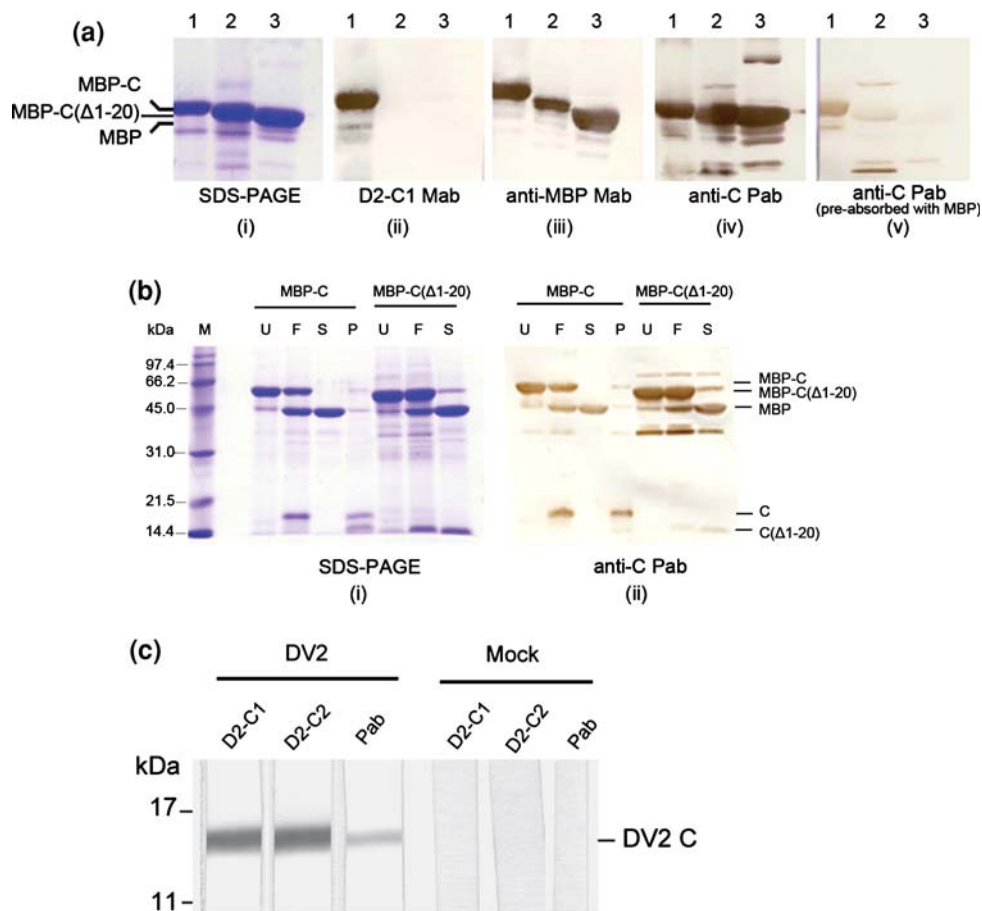 (a)
1 2 3 1 2 3 1 2 3 1 2 3 1 2 3
MBP-C
MBP-C(Δ1-20)
MBP
SDS-PAGE D2-C1 Mab anti-MBP Mab anti-C Pab anti-C Pab
(pre-absorbed with MBP)
(i) (ii) (iii) (iv) (v)
(b)
MBP-C MBP-C(Δ1-20) MBP-C MBP-C(Δ1-20)
kDa M U F S P U F S U F S P U F S
97.4
66.2
45.0
31.0
21.5
14.4
MBP-C
MBP-C(Δ1-20)
MBP
C
C(Δ1-20)
SDS-PAGE anti-C Pab
(i) (ii)
(c)
DV2 Mock
D2-C1 D2-C2 Pab D2-C1 D2-C2 Pab
kDa
17
DV2 C
11